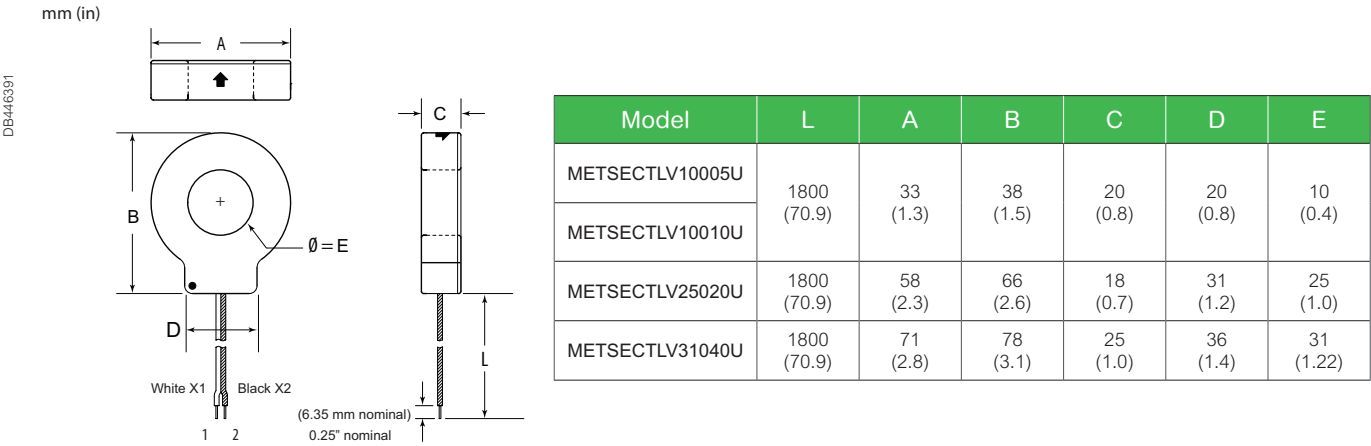 mm (in)
DB446391
A
B
Ø = E
D
White X1 Black X2
1 2
C
L
(6.35 mm nominal)
0.25” nominal
Model L A B C D E
METSECTLV10005U
METSECTLV10010U
1800 33 38 20 20 10
(70.9) (1.3) (1.5) (0.8) (0.8) (0.4)
METSECTLV25020U 1800 58 66 18 31 25
(70.9) (2.3) (2.6) (0.7) (1.2) (1.0)
METSECTLV31040U 1800 71 78 25 36 31
(70.9) (2.8) (3.1) (1.0) (1.4) (1.22)